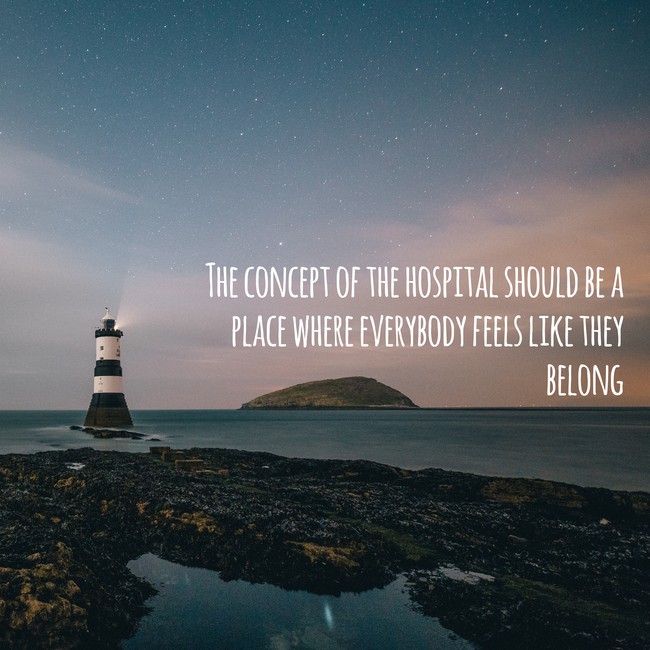 The concept of the hospital should be a
place where everybody feels like they
belong